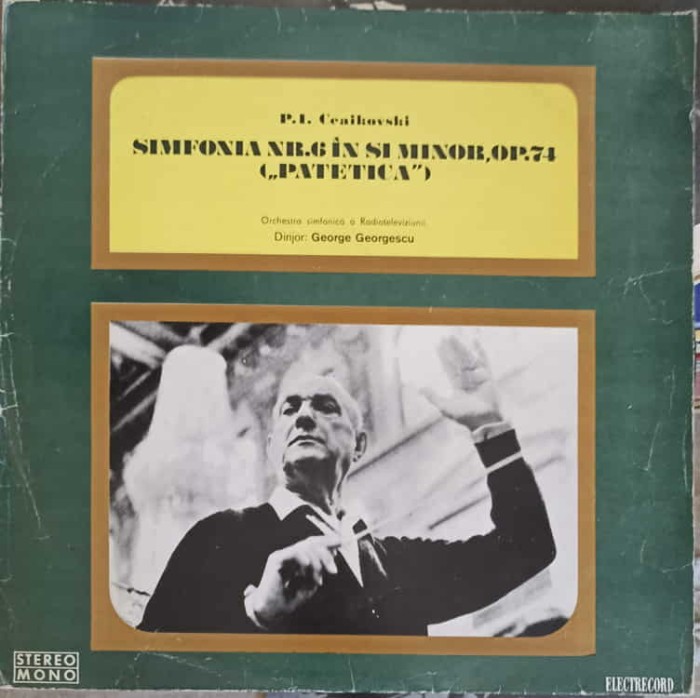 P.I. Ceaikovski
SIMFONIA NR.6 ÎN SI MINOR, OP.74
(„PATETICA”)
Orchestra simfonică a Radioteleviziunii
Dirijor: George Georgescu
STEREO
MONO
ELECTRECORD